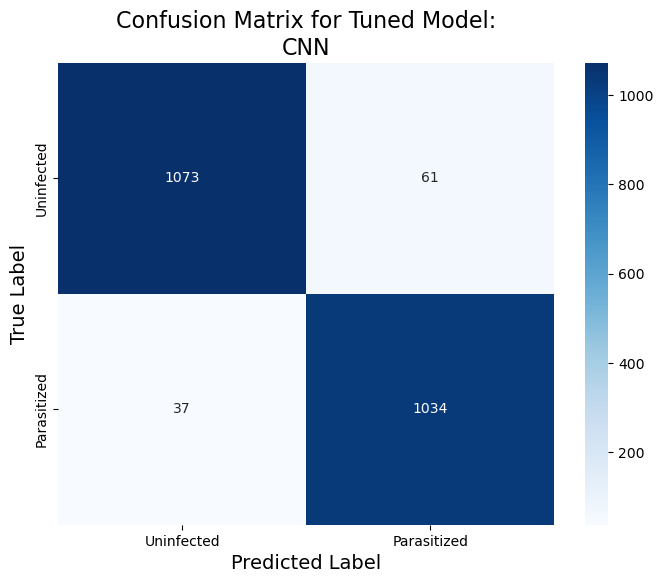 Confusion Matrix for Tuned Model:
CNN
True Label
Uninfected
1073
61
Parasitized
37
1034
Uninfected
Parasitized
Predicted Label
1000
800
600
400
200